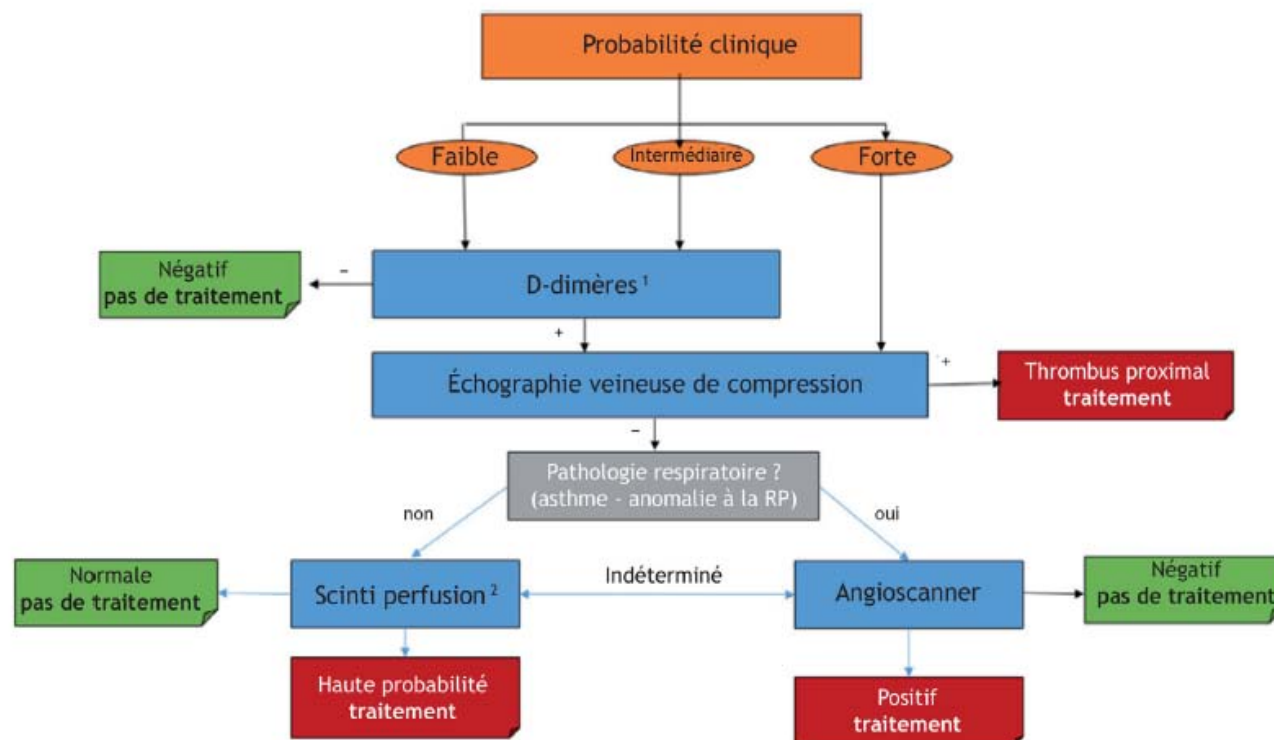 Probabilité clinique
Faible
Intermédiaire
Forte
Négatif
pas de traitement
–
D-dimères ¹
+
Échographie veineuse de compression
+
Thrombus proximal
traitement
–
Pathologie respiratoire ?
(asthme - anomalie à la RP)
non
oui
Normale
pas de traitement
Scinti perfusion ²
Indéterminé
Angioscanner
Négatif
pas de traitement
Haute probabilité
traitement
Positif
traitement